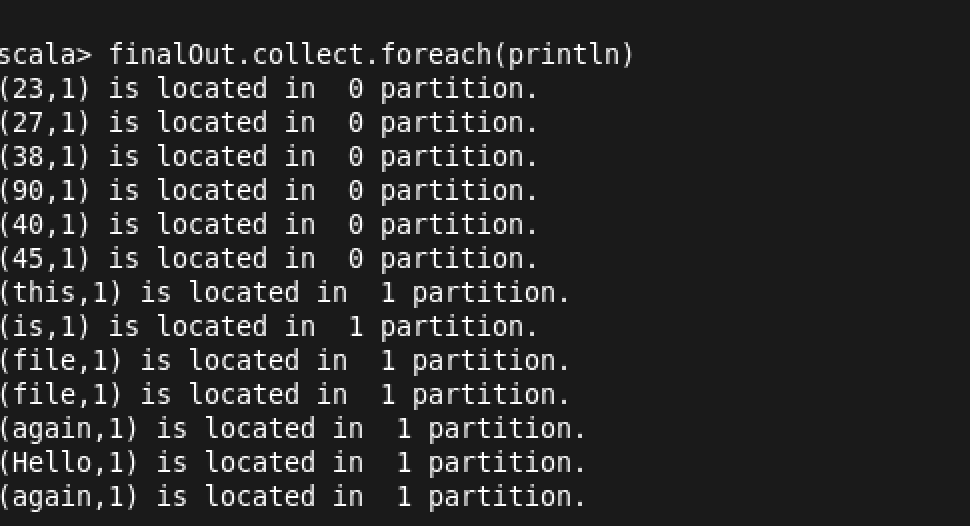 scala> finalOut.collect.foreach(println)
(23,1) is located in  0 partition.
(27,1) is located in  0 partition.
(38,1) is located in  0 partition.
(90,1) is located in  0 partition.
(40,1) is located in  0 partition.
(45,1) is located in  0 partition.
(this,1) is located in  1 partition.
(is,1) is located in  1 partition.
(file,1) is located in  1 partition.
(file,1) is located in  1 partition.
(again,1) is located in  1 partition.
(Hello,1) is located in  1 partition.
(again,1) is located in  1 partition.